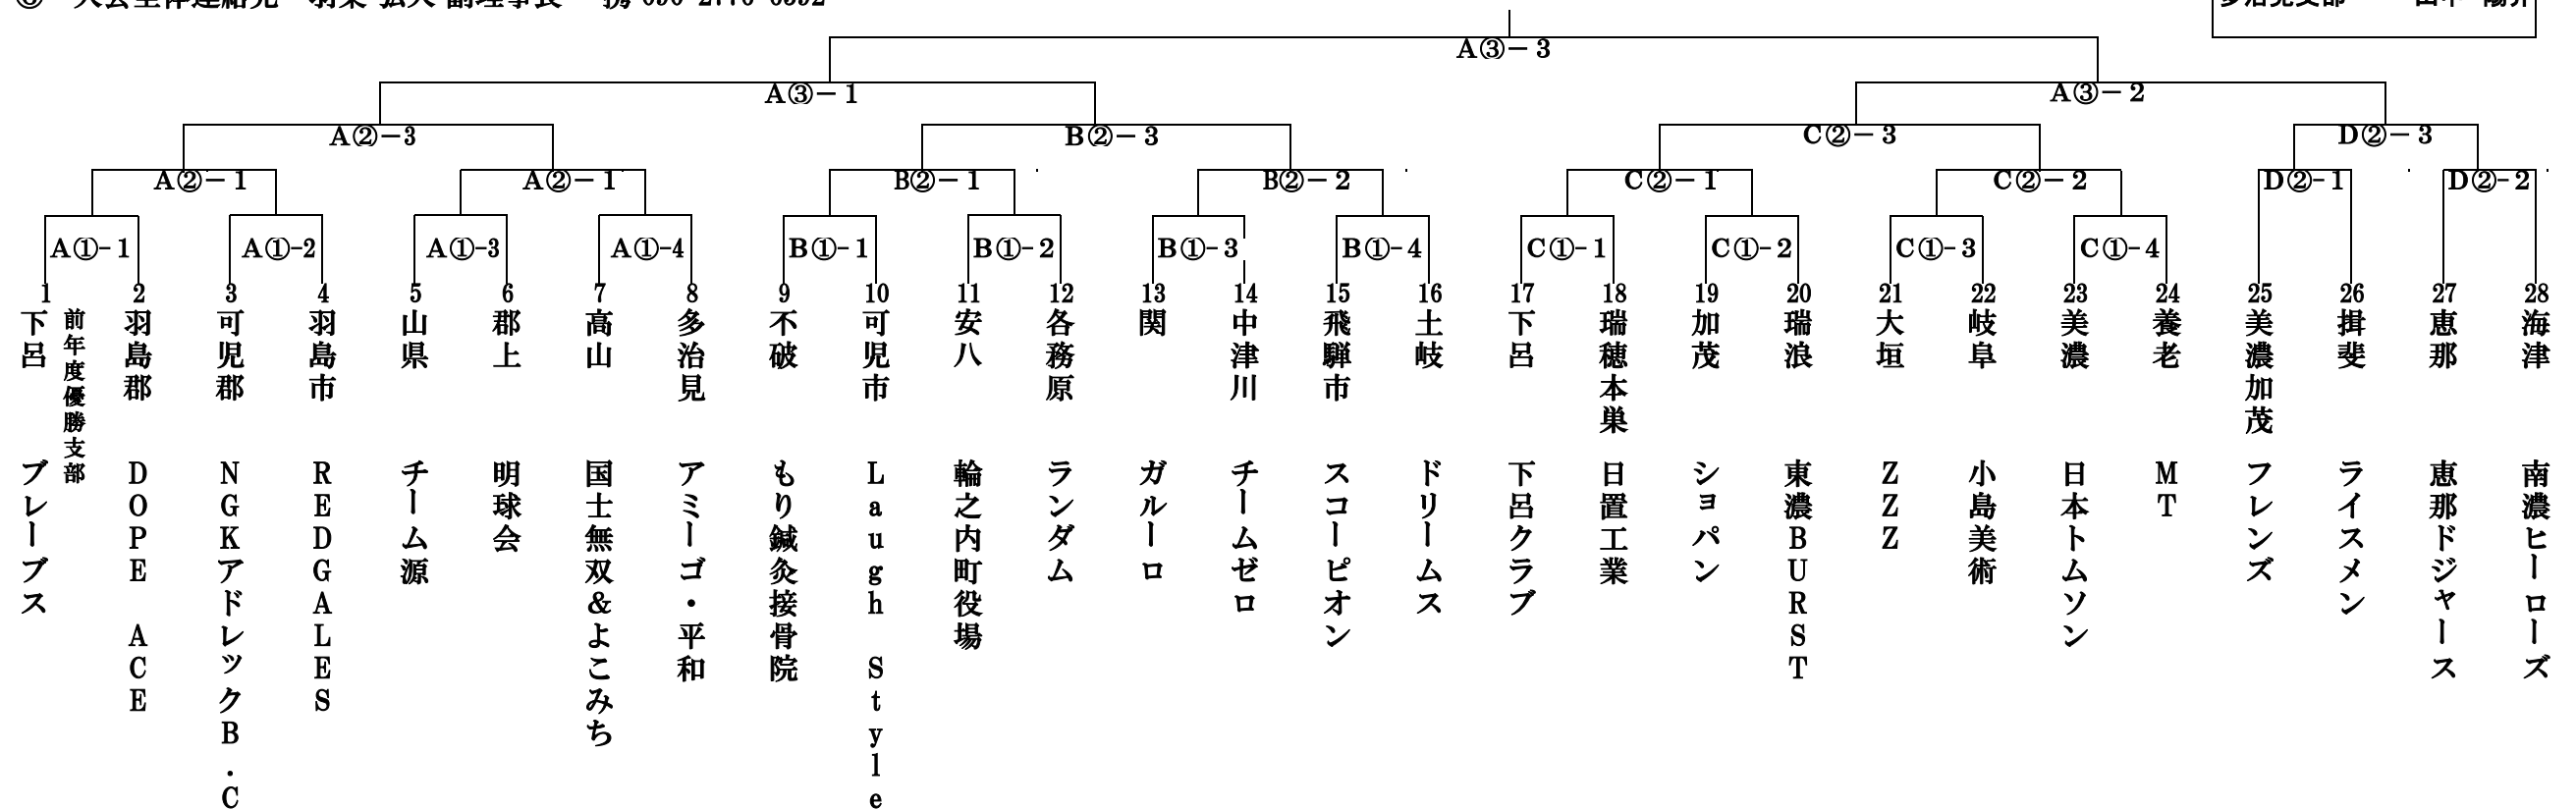 A③－3
A③－1
A③－2
A②－3
B②－3
C②－3
D②－3
A②－1
A②－1
B②－1
B②－2
C②－1
C②－2
D②-1
D②-2
A①-1
A①-2
A①-3
A①-4
B①-1
B①-2
B①-3
B①-4
C①-1
C①-2
C①-3
C①-4
1 下呂 ブレーブス
前年度優勝支部
2 羽島郡 DOPE ACE
3 可児郡 NGKアドレックB.C
4 羽島市 REDGALES
5 山県 チーム源
6 郡上 明球会
7 高山 国士無双＆よこみち
8 多治見 アミーゴ・平和
9 不破 もり鍼灸接骨院
10 可児市 Laugh Style
11 安八 輪之内町役場
12 各務原 ランダム
13 関 ガルーロ
14 中津川 チームゼロ
15 飛騨市 スコーピオン
16 土岐 ドリームス
17 下呂 下呂クラブ
18 瑞穂本巣 日置工業
19 加茂 ショパン
20 瑞浪 東濃BURST
21 大垣 ZZZ
22 岐阜 小島美術
23 美濃 日本トムソン
24 養老 MT
25 美濃加茂 フレンズ
26 揖斐 ライスメン
27 恵那 恵那ドジャース
28 海津 南濃ヒーローズ